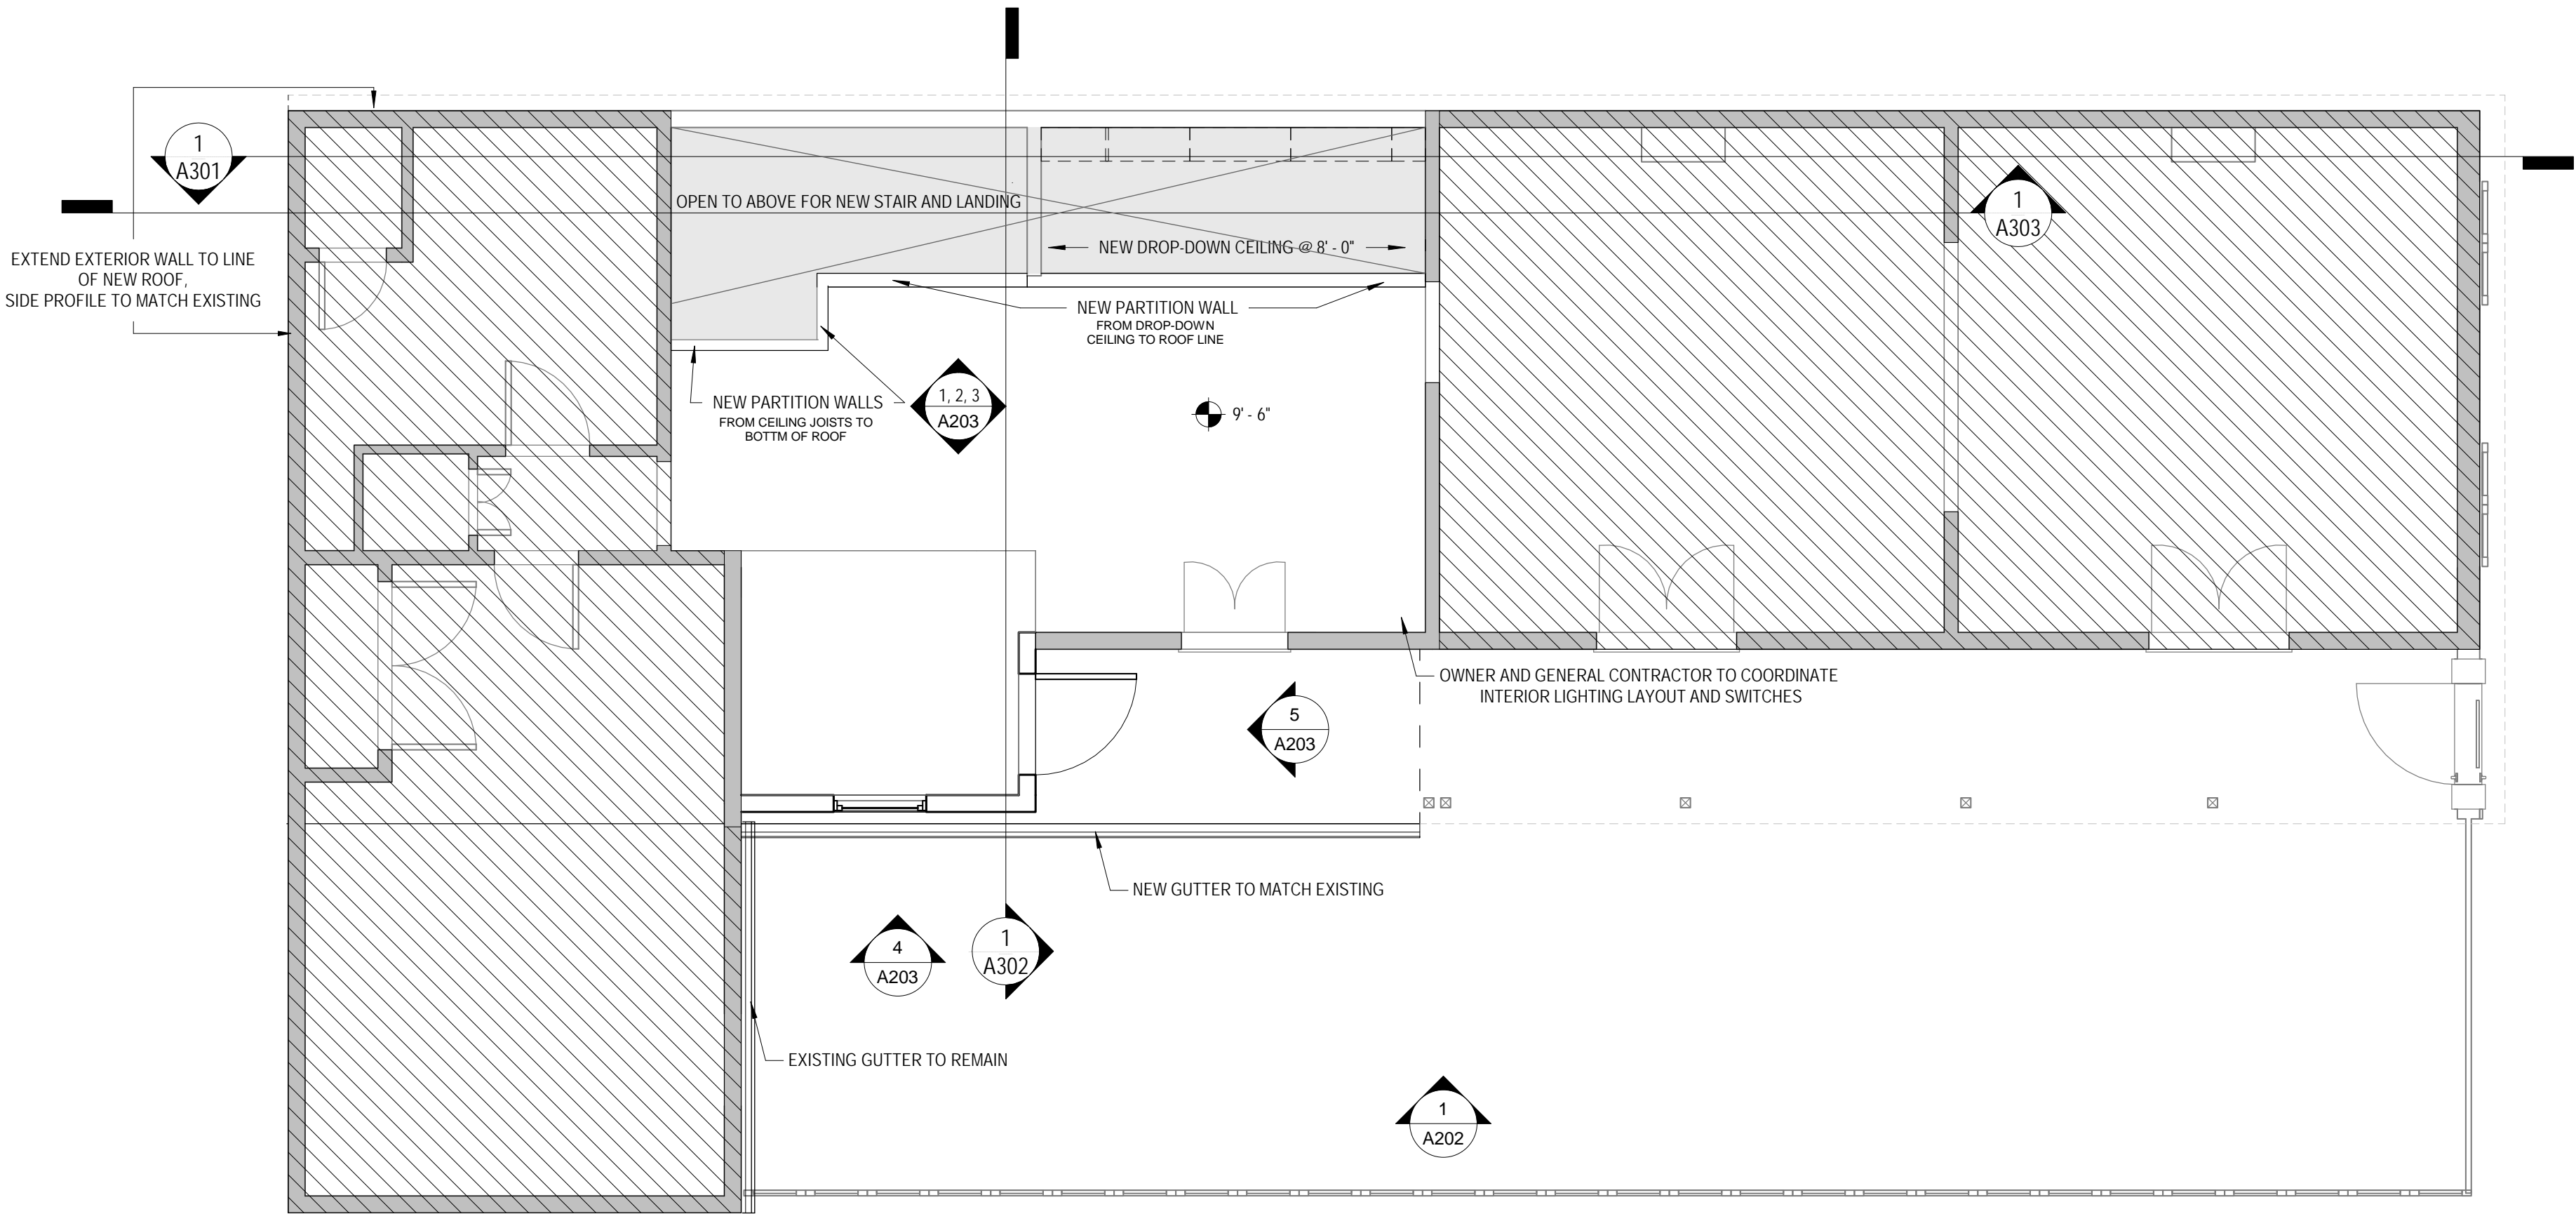 1
A301
OPEN TO ABOVE FOR NEW STAIR AND LANDING
1
A303
NEW DROP-DOWN CEILING @ 8' - 0"
EXTEND EXTERIOR WALL TO LINE
OF NEW ROOF,
SIDE PROFILE TO MATCH EXISTING
NEW PARTITION WALL
FROM DROP-DOWN
CEILING TO ROOF LINE
NEW PARTITION WALLS
FROM CEILING JOISTS TO
BOTTM OF ROOF
1, 2, 3
A203
9' - 6"
OWNER AND GENERAL CONTRACTOR TO COORDINATE
INTERIOR LIGHTING LAYOUT AND SWITCHES
5
A203
NEW GUTTER TO MATCH EXISTING
4
A203
1
A302
EXISTING GUTTER TO REMAIN
1
A202